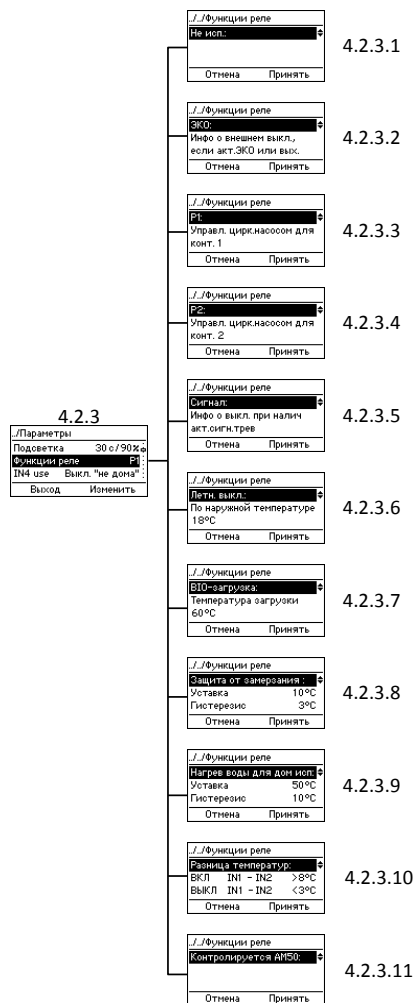 ../../Функции реле
Не исп.:
Отмена Принять
4.2.3.1
../../Функции реле
ЭКО:
Инфо о внешнем выкл.,
если акт.ЭКО или вых.
Отмена Принять
4.2.3.2
../../Функции реле
P1:
Управл. цирк.насосом для
конт. 1
Отмена Принять
4.2.3.3
../../Функции реле
P2:
Управл. цирк.насосом для
конт. 2
Отмена Принять
4.2.3.4
../../Функции реле
Сигнал:
Инфо о выкл. при налич
акт.сигн.трев
Отмена Принять
4.2.3.5
4.2.3
../Параметры
Подсветка 30 с/90%
Функции реле P1
IN4 use Выкл. "не дома"
Выход Изменить
../../Функции реле
Летн. выкл.:
По наружной температуре
18°C
Отмена Принять
4.2.3.6
../../Функции реле
BIO-загрузка:
Температура загрузки
60°C
Отмена Принять
4.2.3.7
../../Функции реле
Защита от замерзания :
Уставка 10°C
Гистерезис 3°C
Отмена Принять
4.2.3.8
../../Функции реле
Нагрев воды для дом исп:
Уставка 50°C
Гистерезис 10°C
Отмена Принять
4.2.3.9
../../Функции реле
Разница температур:
ВКЛ IN1 - IN2 >8°C
ВЫКЛ IN1 - IN2 <3°C
Отмена Принять
4.2.3.10
../../Функции реле
Контролируется AM50:
Отмена Принять
4.2.3.11